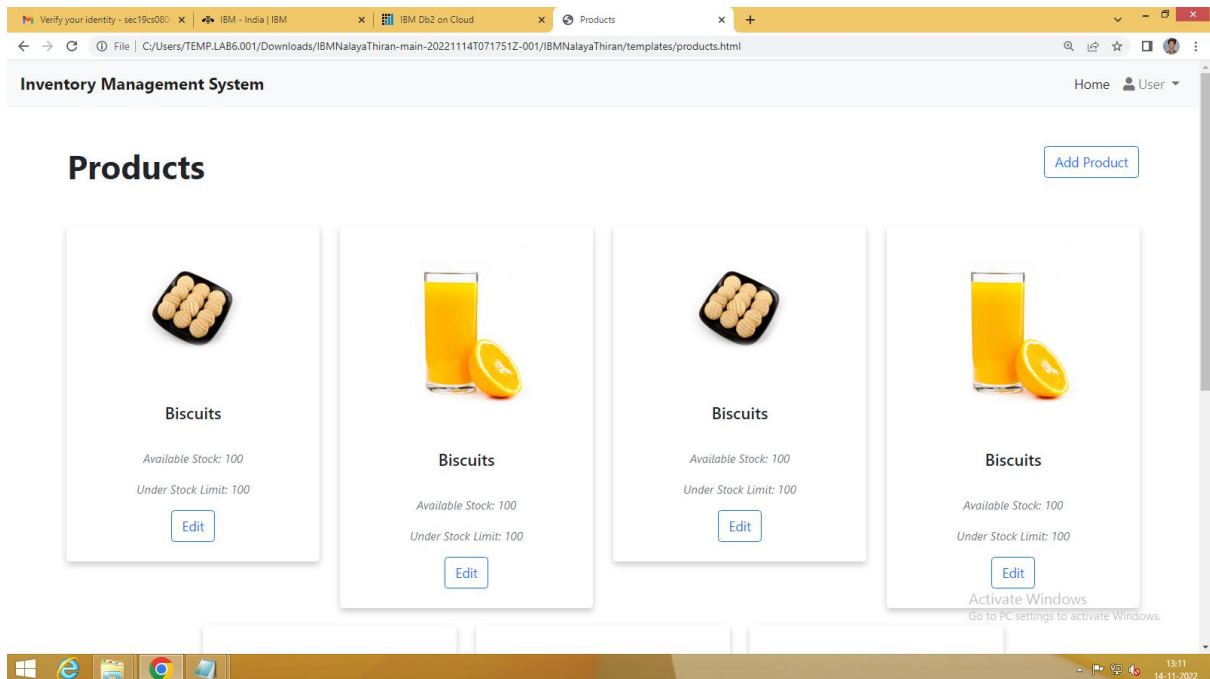 Verify your identity - sec19cs080
IBM - India | IBM
IBM Db2 on Cloud
Products
File | C:/Users/TEMP.LAB6.001/Downloads/IBMNalayaThiran-main-20221114T071751Z-001/IBMNalayaThiran/templates/products.html
Inventory Management System
Home User
Products
Add Product
Biscuits
Available Stock: 100
Under Stock Limit: 100
Edit
Biscuits
Available Stock: 100
Under Stock Limit: 100
Edit
Biscuits
Available Stock: 100
Under Stock Limit: 100
Edit
Biscuits
Available Stock: 100
Under Stock Limit: 100
Edit
Activate Windows
Go to PC settings to activate Windows.
13:11
14-11-2022